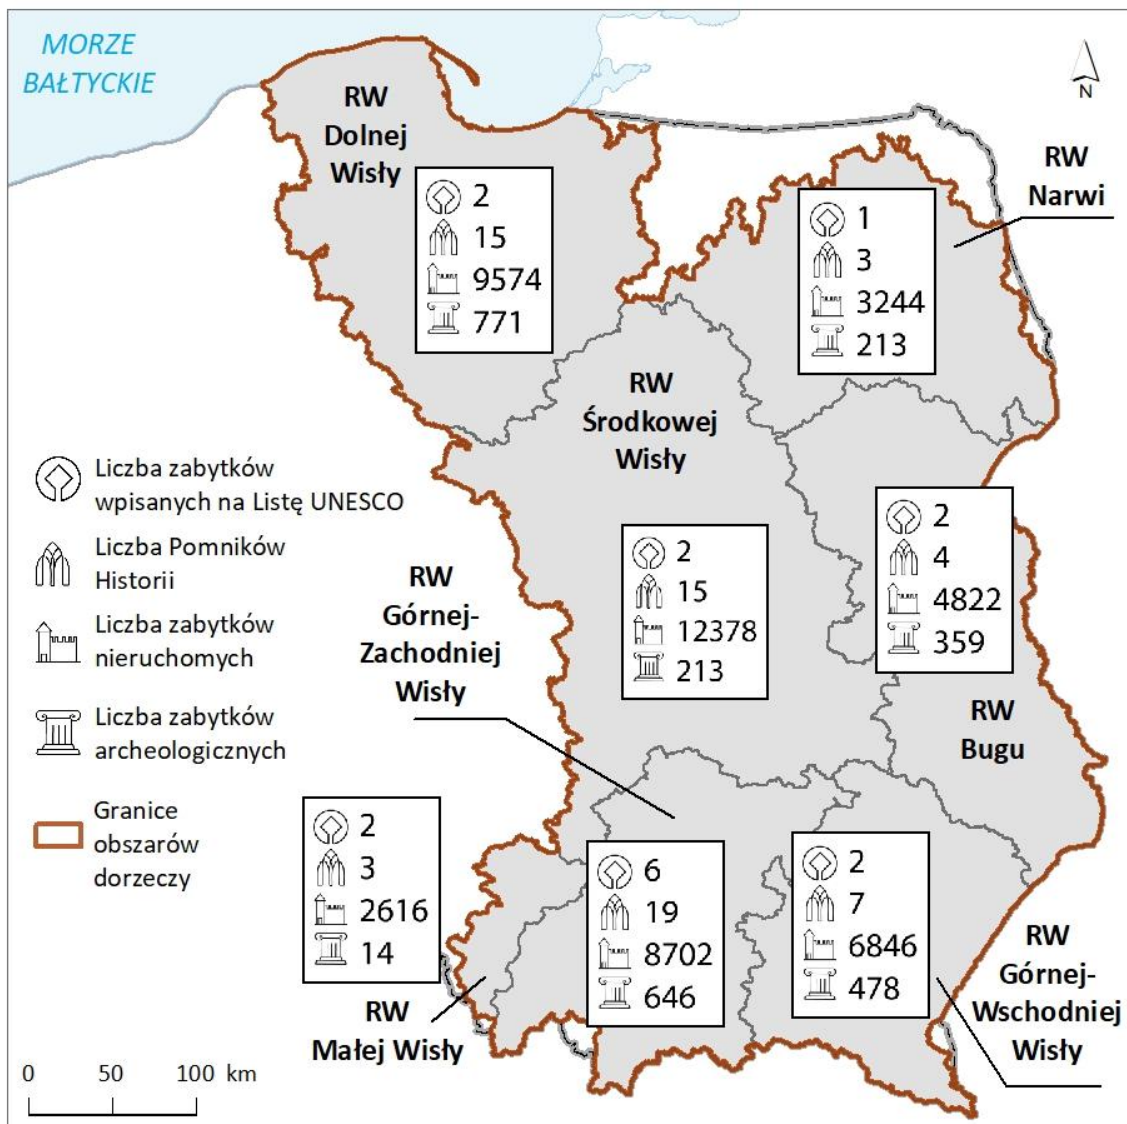 MORZE
BAŁTYCKIE
N
RW
Dolnej
Wisły
2
15
9574
771
RW
Narwi
1
3
3244
213
RW
Środkowej
Wisły
2
15
12378
213
2
4
4822
359
RW
Bugu
Liczba zabytków
wpisanych na Listę UNESCO
Liczba Pomników
Historii
Liczba zabytków
nieruchomych
Liczba zabytków
archeologicznych
Granice
obszarów
dorzeczy
RW
Górnej-
Zachodniej
Wisły
6
19
8702
646
2
3
2616
14
RW
Małej Wisły
2
7
6846
478
RW
Górnej-
Wschodniej
Wisły
0 50 100 km